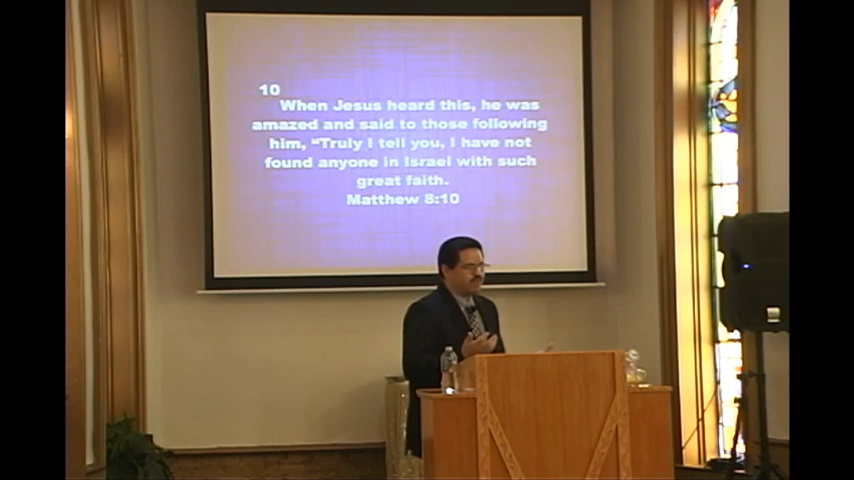 10
When Jesus heard this, he was
amazed and said to those following
him, “Truly I tell you, I have not
found anyone in Israel with such
great faith.
Matthew 8:10